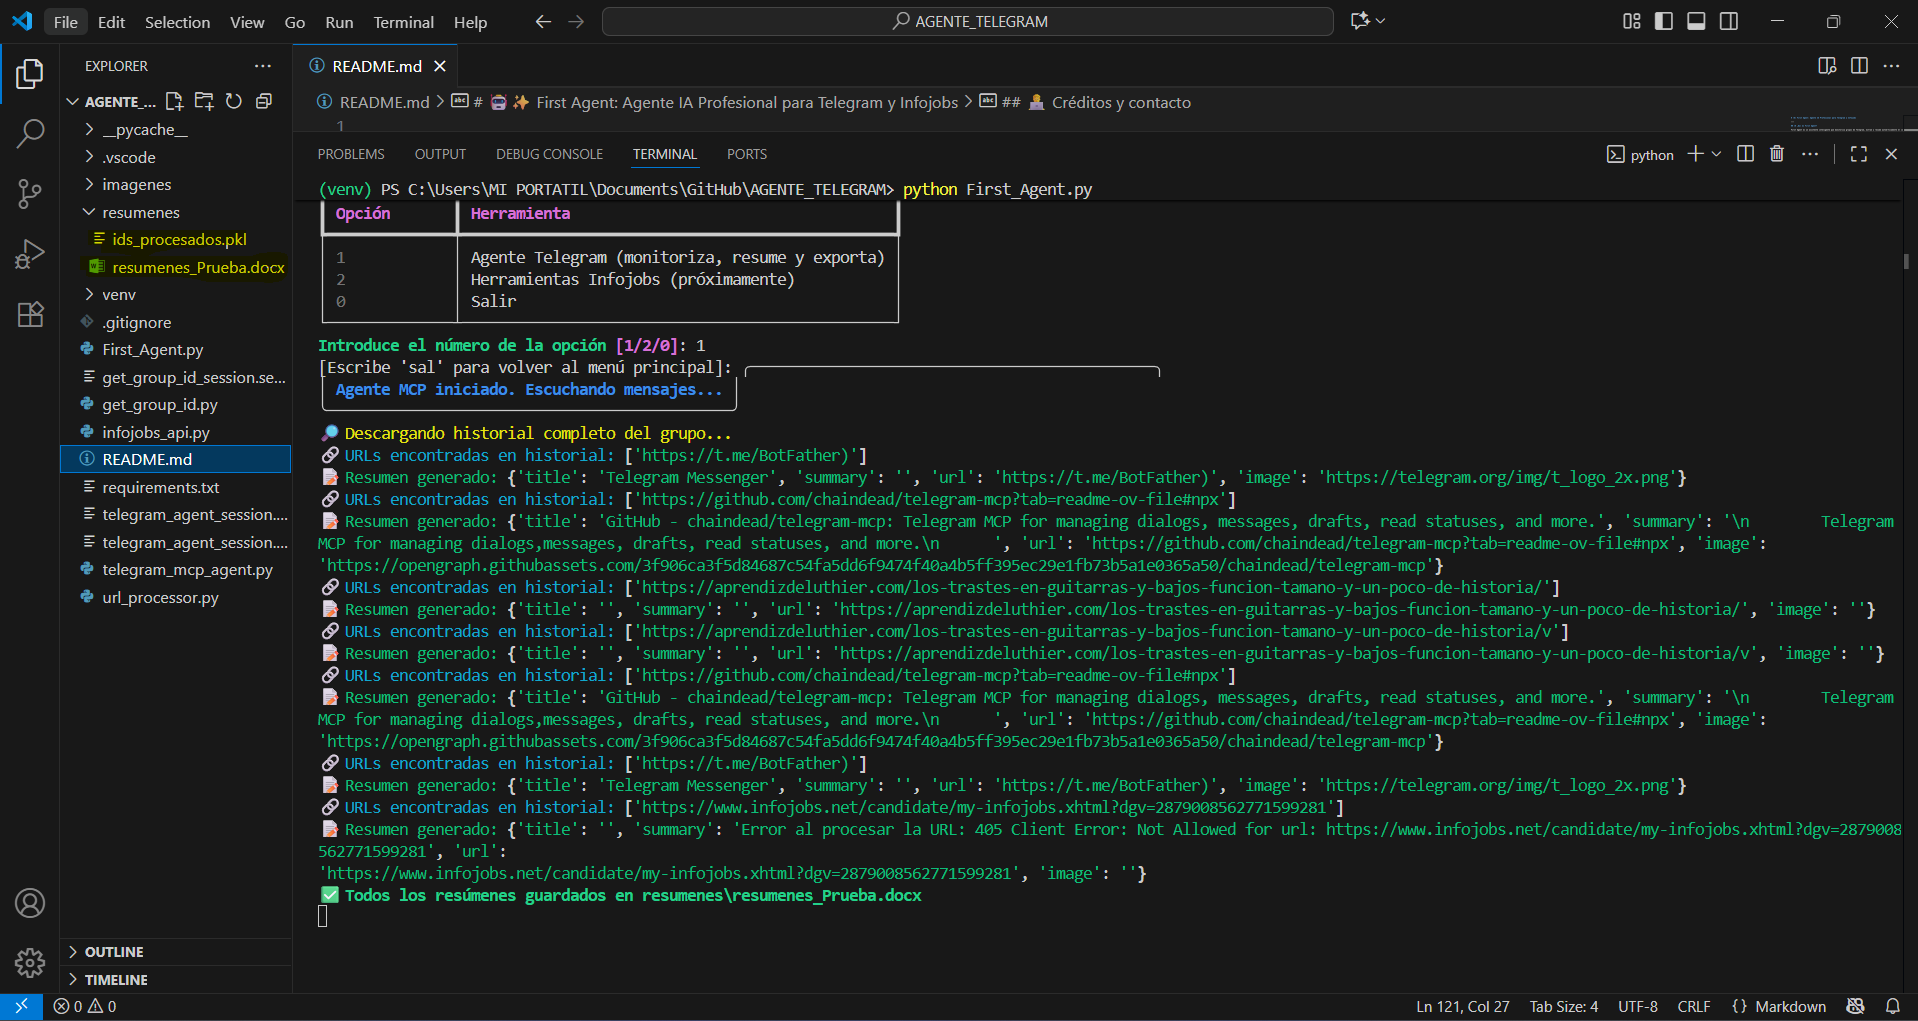 File Edit Selection View Go Run Terminal Help
AGENTE_TELEGRAM
EXPLORER
AGENTE_...
__pycache__
.vscode
imagenes
resumenes
ids_procesados.pkl
resumenes_Prueba.docx
venv
.gitignore
First_Agent.py
get_group_id_session.se...
get_group_id.py
infojobs_api.py
README.md
requirements.txt
telegram_agent_session....
telegram_agent_session....
telegram_mcp_agent.py
url_processor.py
OUTLINE
TIMELINE
README.md
README.md > # 🤖✨ First Agent: Agente IA Profesional para Telegram y Infojobs > ## 🧑‍💻 Créditos y contacto
1
PROBLEMS OUTPUT DEBUG CONSOLE TERMINAL PORTS
python
(venv) PS C:\Users\MI PORTATIL\Documents\GitHub\AGENTE_TELEGRAM> python First_Agent.py
Opción Herramienta
1 Agente Telegram (monitoriza, resume y exporta)
2 Herramientas Infojobs (próximamente)
0 Salir
Introduce el número de la opción [1/2/0]: 1
[Escribe 'sal' para volver al menú principal]:
Agente MCP iniciado. Escuchando mensajes...
🔎 Descargando historial completo del grupo...
🔗 URLs encontradas en historial: ['https://t.me/BotFather)']
📝 Resumen generado: {'title': 'Telegram Messenger', 'summary': '', 'url': 'https://t.me/BotFather)', 'image': 'https://telegram.org/img/t_logo_2x.png'}
🔗 URLs encontradas en historial: ['https://github.com/chaindead/telegram-mcp?tab=readme-ov-file#npx']
📝 Resumen generado: {'title': 'GitHub - chaindead/telegram-mcp: Telegram MCP for managing dialogs, messages, drafts, read statuses, and more.', 'summary': '\n Telegram
MCP for managing dialogs,messages, drafts, read statuses, and more.\n ', 'url': 'https://github.com/chaindead/telegram-mcp?tab=readme-ov-file#npx', 'image':
'https://opengraph.githubassets.com/3f906ca3f5d84687c54fa5dd6f9474f40a4b5ff395ec29e1fb73b5a1e0365a50/chaindead/telegram-mcp'}
🔗 URLs encontradas en historial: ['https://aprendizdeluthier.com/los-trastes-en-guitarras-y-bajos-funcion-tamano-y-un-poco-de-historia/']
📝 Resumen generado: {'title': '', 'summary': '', 'url': 'https://aprendizdeluthier.com/los-trastes-en-guitarras-y-bajos-funcion-tamano-y-un-poco-de-historia/', 'image': ''}
🔗 URLs encontradas en historial: ['https://aprendizdeluthier.com/los-trastes-en-guitarras-y-bajos-funcion-tamano-y-un-poco-de-historia/v']
📝 Resumen generado: {'title': '', 'summary': '', 'url': 'https://aprendizdeluthier.com/los-trastes-en-guitarras-y-bajos-funcion-tamano-y-un-poco-de-historia/v', 'image': ''}
🔗 URLs encontradas en historial: ['https://github.com/chaindead/telegram-mcp?tab=readme-ov-file#npx']
📝 Resumen generado: {'title': 'GitHub - chaindead/telegram-mcp: Telegram MCP for managing dialogs, messages, drafts, read statuses, and more.', 'summary': '\n Telegram
MCP for managing dialogs,messages, drafts, read statuses, and more.\n ', 'url': 'https://github.com/chaindead/telegram-mcp?tab=readme-ov-file#npx', 'image':
'https://opengraph.githubassets.com/3f906ca3f5d84687c54fa5dd6f9474f40a4b5ff395ec29e1fb73b5a1e0365a50/chaindead/telegram-mcp'}
🔗 URLs encontradas en historial: ['https://t.me/BotFather)']
📝 Resumen generado: {'title': 'Telegram Messenger', 'summary': '', 'url': 'https://t.me/BotFather)', 'image': 'https://telegram.org/img/t_logo_2x.png'}
🔗 URLs encontradas en historial: ['https://www.infojobs.net/candidate/my-infojobs.xhtml?dgv=2879008562771599281']
📝 Resumen generado: {'title': '', 'summary': 'Error al procesar la URL: 405 Client Error: Not Allowed for url: https://www.infojobs.net/candidate/my-infojobs.xhtml?dgv=2879008
562771599281', 'url':
'https://www.infojobs.net/candidate/my-infojobs.xhtml?dgv=2879008562771599281', 'image': ''}
✅ Todos los resúmenes guardados en resumenes\resumenes_Prueba.docx
0 0
Ln 121, Col 27 Tab Size: 4 UTF-8 CRLF {} Markdown